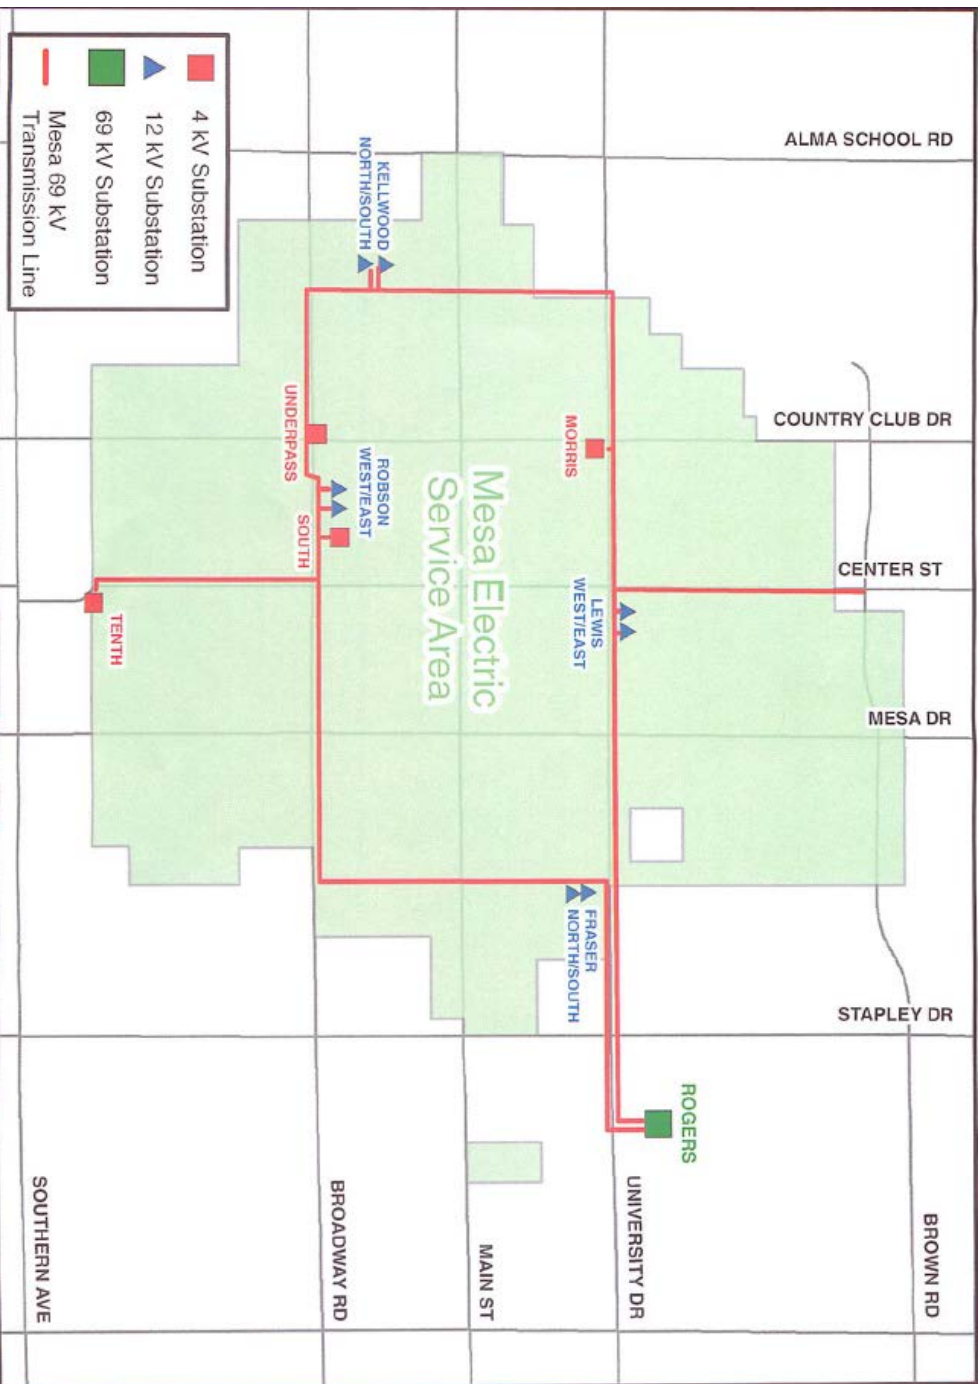 ALMA SCHOOL RD
COUNTRY CLUB DR
CENTER ST
MESA DR
STAPLEY DR
BROWN RD
UNIVERSITY DR
MAIN ST
BROADWAY RD
SOUTHERN AVE
ROGERS
KELLWOOD
NORTH/SOUTH
MORRIS
LEWIS
WEST/EAST
FRASER
NORTH/SOUTH
Mesa Electric
Service Area
UNDERPASS
ROBSON
WEST/EAST
SOUTH
TENTH
4 kV Substation
12 kV Substation
69 kV Substation
Mesa 69 kV
Transmission Line